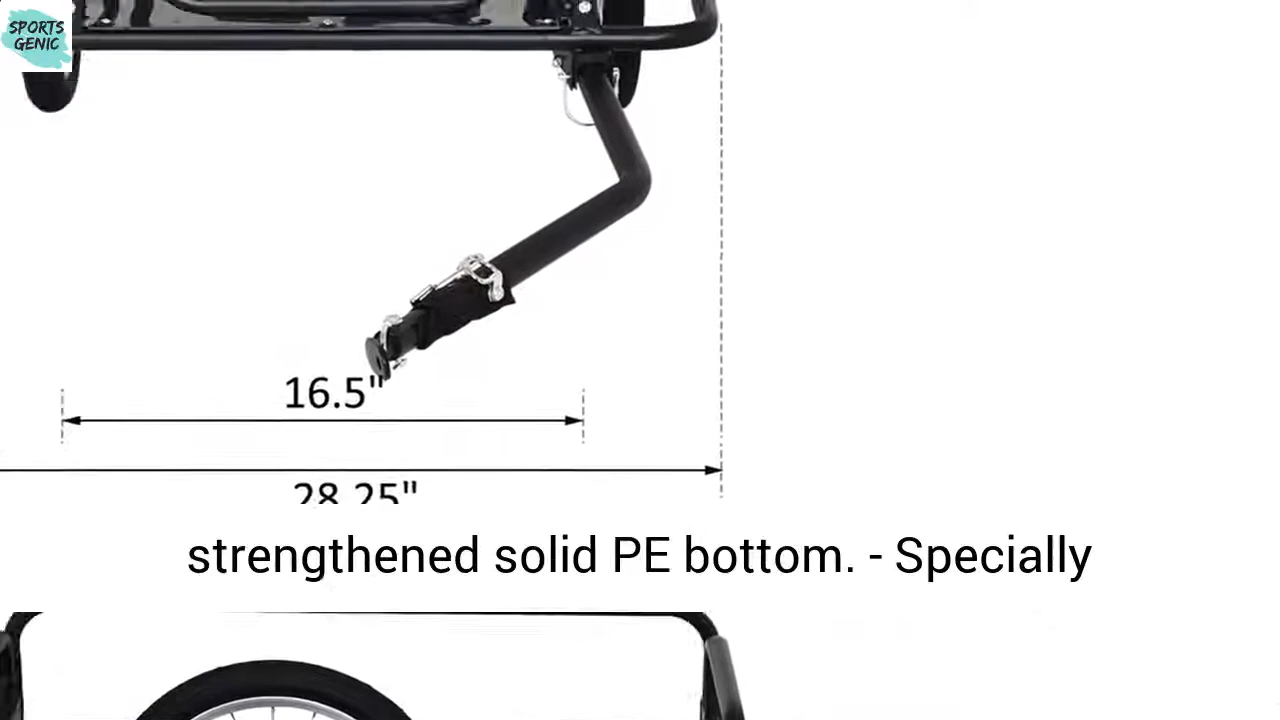 SPORTS
GENIC
16.5"
28.25"
strengthened solid PE bottom. - Specially